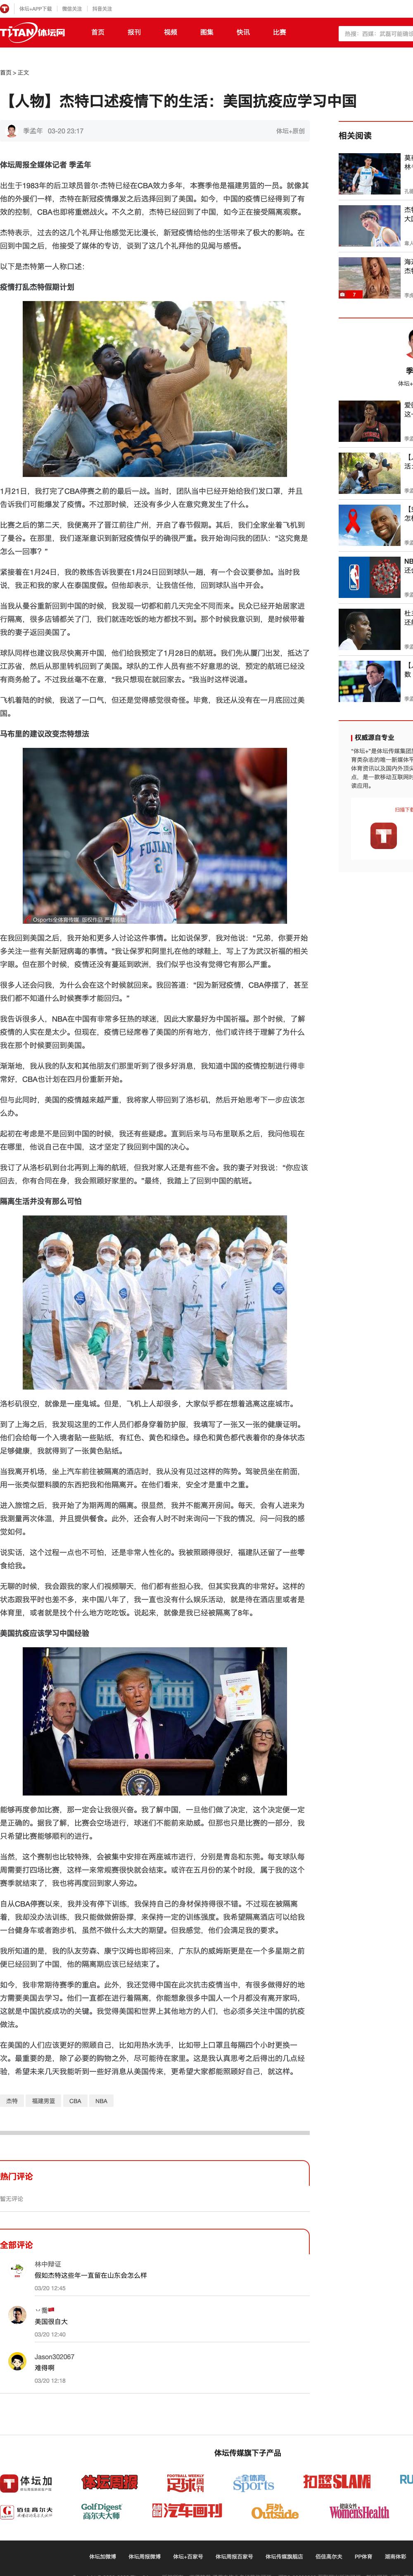 体坛+APP下载 微信关注 抖音关注
TiTAN 体坛网 首页 报刊 视频 图集 快讯 比赛
首页 > 正文
【人物】杰特口述疫情下的生活：美国抗疫应学习中国
季孟年 03-20 23:17 体坛+原创
体坛周报全媒体记者 季孟年
出生于1983年的后卫球员普尔·杰特已经在CBA效力多年，本赛季他是福建男篮的一员。就像其
他的外援们一样，杰特在新冠疫情爆发之后选择回到了美国。如今，中国的疫情已经得到了有
效的控制，CBA也即将重燃战火。不久之前，杰特已经回到了中国，如今正在接受隔离观察。
杰特表示，过去的这几个礼拜让他感觉无比漫长，新冠疫情给他的生活带来了极大的影响。在
回到中国之后，他接受了媒体的专访，谈到了这几个礼拜他的见闻与感悟。
以下是杰特第一人称口述：
疫情打乱杰特假期计划
1月21日，我打完了CBA停赛之前的最后一战。当时，团队当中已经开始给我们发口罩，并且
告诉我们可能爆发了疫情。不过那时候，还没有多少人在意究竟发生了什么。
比赛之后的第二天，我便离开了晋江前往广州，开启了春节假期。其后，我们全家坐着飞机到
了曼谷。在那里，我们逐渐意识到新冠疫情似乎的确很严重。我开始询问我的团队：“这究竟是
怎么一回事？”
紧接着在1月24日，我的教练告诉我要在1月24日回到球队一趟，有一个会议要参加。当时我
说，我正和我的家人在泰国度假。但他却表示，让我信任他，回到球队当中开会。
当我从曼谷重新回到中国的时候，我发现一切都和前几天完全不同而来。民众已经开始居家进
行隔离，很多店铺都关了门，我们就连吃饭的地方都找不到。那个时候我意识到，是时候带着
我的妻子返回美国了。
球队同样也建议我尽快离开中国，他们给我预定了1月28日的航班。我们先从厦门出发，抵达了
江苏省，然后从那里转机回到了美国。球队的工作人员有些不好意思的说，预定的航班已经没
有商务舱了。不过我丝毫不在意，“我只想现在就回家去。”我当时这样说道。
飞机着陆的时候，我送了一口气，但还是觉得感觉很奇怪。毕竟，我还从没有在一月底回过美
国。
马布里的建议改变杰特想法
FUJIAN
Osports全体育传媒 版权作品 严禁转载
在我回到美国之后，我开始和更多人讨论这件事情。比如说保罗，我对他说：“兄弟，你要开始
多关注一些有关新冠病毒的事情。”我让保罗和阿里扎在他的球鞋上，写上了为武汉祈福的相关
字眼。但在那个时候，疫情还没有蔓延到欧洲，我们似乎也没有觉得它有那么严重。
很多人还会问我，为什么会在这个时候就回来。我回答道：“因为新冠疫情，CBA停摆了，甚至
我们都不知道什么时候赛季才能回归。”
我告诉很多人，NBA在中国有非常多狂热的球迷，因此大家最好为中国祈福。那个时候，了解
疫情的人实在是太少。但现在，疫情已经席卷了美国的所有地方，他们或许终于理解了为什么
我在那个时候要回到美国。
渐渐地，我从我的队友和其他朋友们那里听到了很多好消息，我知道中国的疫情控制进行得非
常好，CBA也计划在四月份重新开始。
但与此同时，美国的疫情越来越严重，我将家人带回到了洛杉矶，然后开始思考下一步应该怎
么办。
起初在考虑是不是回到中国的时候，我还有些疑虑。直到后来与马布里联系之后，我问他现在
在哪里，他说自己在中国，这才坚定了我回到中国的决心。
我订了从洛杉矶到台北再到上海的航班，但我对家人还是有些不舍。我的妻子对我说：“你应该
回去，你有合同在身，我会照顾好家里的。”最终，我踏上了回到中国的航班。
隔离生活并没有那么可怕
洛杉矶很空，就像是一座鬼城。但是，飞机上人却很多，大家似乎都在想着逃离这座城市。
到了上海之后，我发现这里的工作人员们都身穿着防护服，我填写了一张又一张的健康证明。
他们会给每一个入境者贴一些贴纸，有红色、黄色和绿色。绿色和黄色都代表着你的身体状态
足够健康，我就得到了一张黄色贴纸。
当我离开机场，坐上汽车前往被隔离的酒店时，我从没有见过这样的阵势。驾驶员坐在前面，
用一张类似塑料膜的东西把我和他隔离开。在他们看来，安全才是重中之重。
进入旅馆之后，我开始了为期两周的隔离。很显然，我并不能离开房间。每天，会有人进来为
我测量两次体温，并且提供餐食。此外，还会有人时不时来询问一下我的情况，问一问我的感
觉如何。
说实话，这个过程一点也不可怕，还是非常人性化的。我被照顾得很好，福建队还留了一些零
食给我。
无聊的时候，我会跟我的家人们视频聊天，他们都有些担心我，但其实我真的非常好。这样的
状态跟我平时也差不多，来中国八年了，我一直也没有什么娱乐活动，就是待在酒店里或者是
体育里，或者就是找个什么地方吃吃饭。说起来，就像是我已经被隔离了8年。
美国抗疫应该学习中国经验
能够再度参加比赛，那一定会让我很兴奋。我了解中国，一旦他们做了决定，这个决定便一定
是正确的。据我了解，比赛会空场进行，球迷们不能前来助威。但那也只是比赛的一部分，我
只希望比赛能够顺利的进行。
当然，这个赛制也比较特殊，会被集中安排在两座城市进行，分别是青岛和东莞。每支球队每
周需要打四场比赛，这样一来常规赛很快就会结束。或许在五月份的某个时段，属于我的这个
赛季就结束了，我也将再度回到家人旁边。
自从CBA停赛以来，我并没有停下训练，我保持自己的身材保持得很不错。不过现在被隔离
着，我却没办法训练，我只能做做俯卧撑，来保持一定的训练强度。我希望隔离酒店可以给我
一台健身车或者跑步机，虽然不做什么太大的期望。但我感觉，他们会满足我的要求。
我所知道的是，我的队友劳森、康宁汉姆也都将回来，广东队的威姆斯更是在一个多星期之前
便已经回到了中国，他的隔离期应该已经结束了。
如今，我非常期待赛季的重启。此外，我还觉得中国在此次抗击疫情当中，有很多做得好的地
方需要美国去学习。他们一直都在进行着隔离，你能想象很多中国人一个月都没有离开家吗，
这就是中国抗疫成功的关键。我觉得美国和世界上其他地方的人们，也必须多关注中国的抗疫
做法。
在美国的人们应该更好的照顾自己，比如用热水洗手，比如带上口罩且每隔四个小时更换一
次。最重要的是，除了必要的购物之外，尽可能待在家里。这是我认真思考之后得出的几点经
验，希望未来几天我能听到一些好消息从美国传来，更希望大家都能照顾好自己，就这样。
杰特 福建男篮 CBA NBA
热门评论
暂无评论
全部评论
林中辩证
假如杰特这些年一直留在山东会怎么样
03/20 12:45
美国很自大
03/20 12:40
Jason302067
难得啊
03/20 12:18
热搜：
相关阅读
权威源自专业
“体坛+”是体坛传媒集团
育类杂志的唯一新媒体平
体育资讯以及国内外顶尖
点，是一款移动互联网时
读应用。
扫描下载
体坛传媒旗下子产品
体坛加 体坛周报 FOOTBALL WEEKLY 足球周刊 全体育 Sports 扣篮SLAM RU
佰佳高尔夫 Golf Digest 高尔夫大师 汽车画刊 户外 Outside Women'sHealth
体坛加微博 体坛周报微博 体坛+百家号 体坛周报百家号 体坛传媒旗舰店 佰佳高尔夫 PP体育 湖南体彩